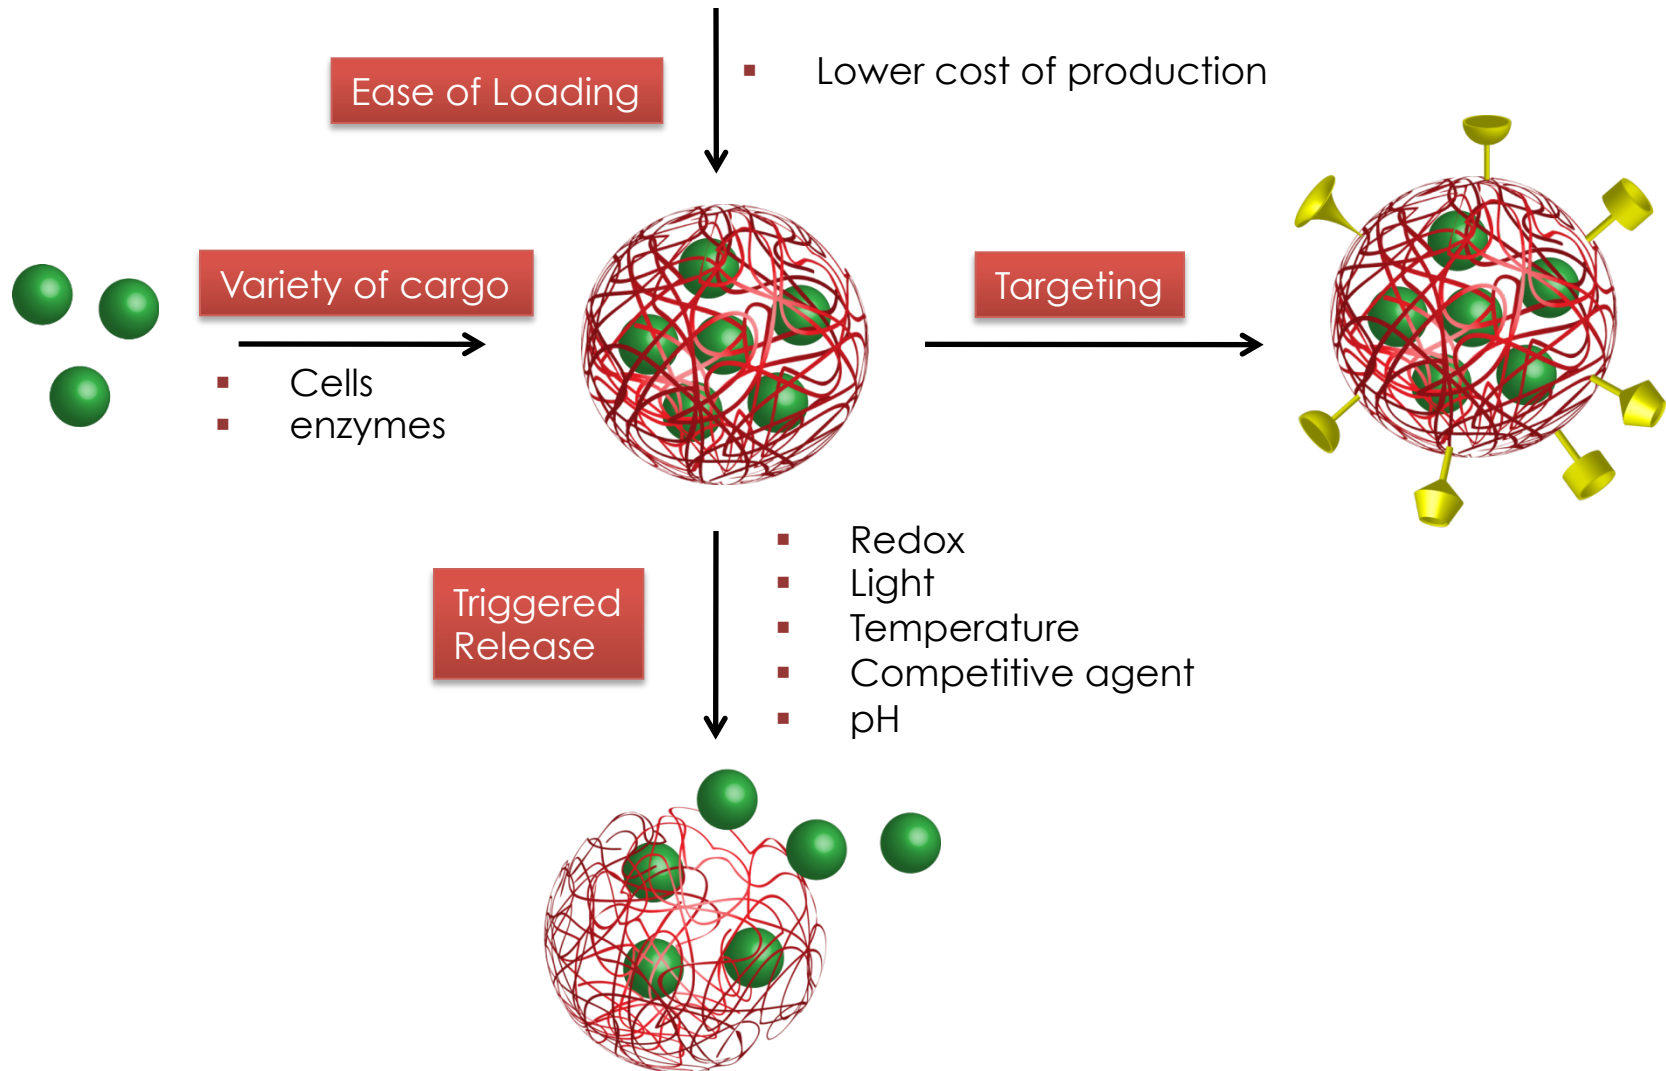 Ease of Loading
Lower cost of production
Variety of cargo
Cells
enzymes
Targeting
Triggered
Release
Redox
Light
Temperature
Competitive agent
pH